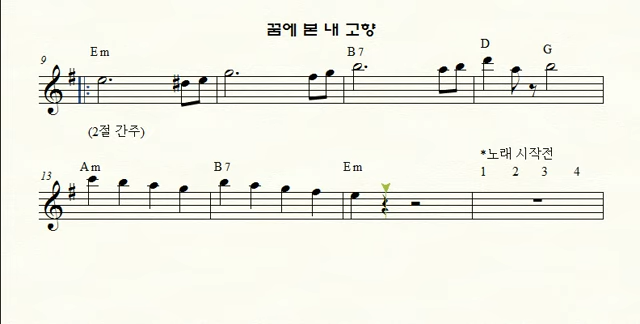 꿈에 본 내 고향
9 Em B7 D G
(2절 간주)
*노래 시작전
13 Am B7 Em 1 2 3 4